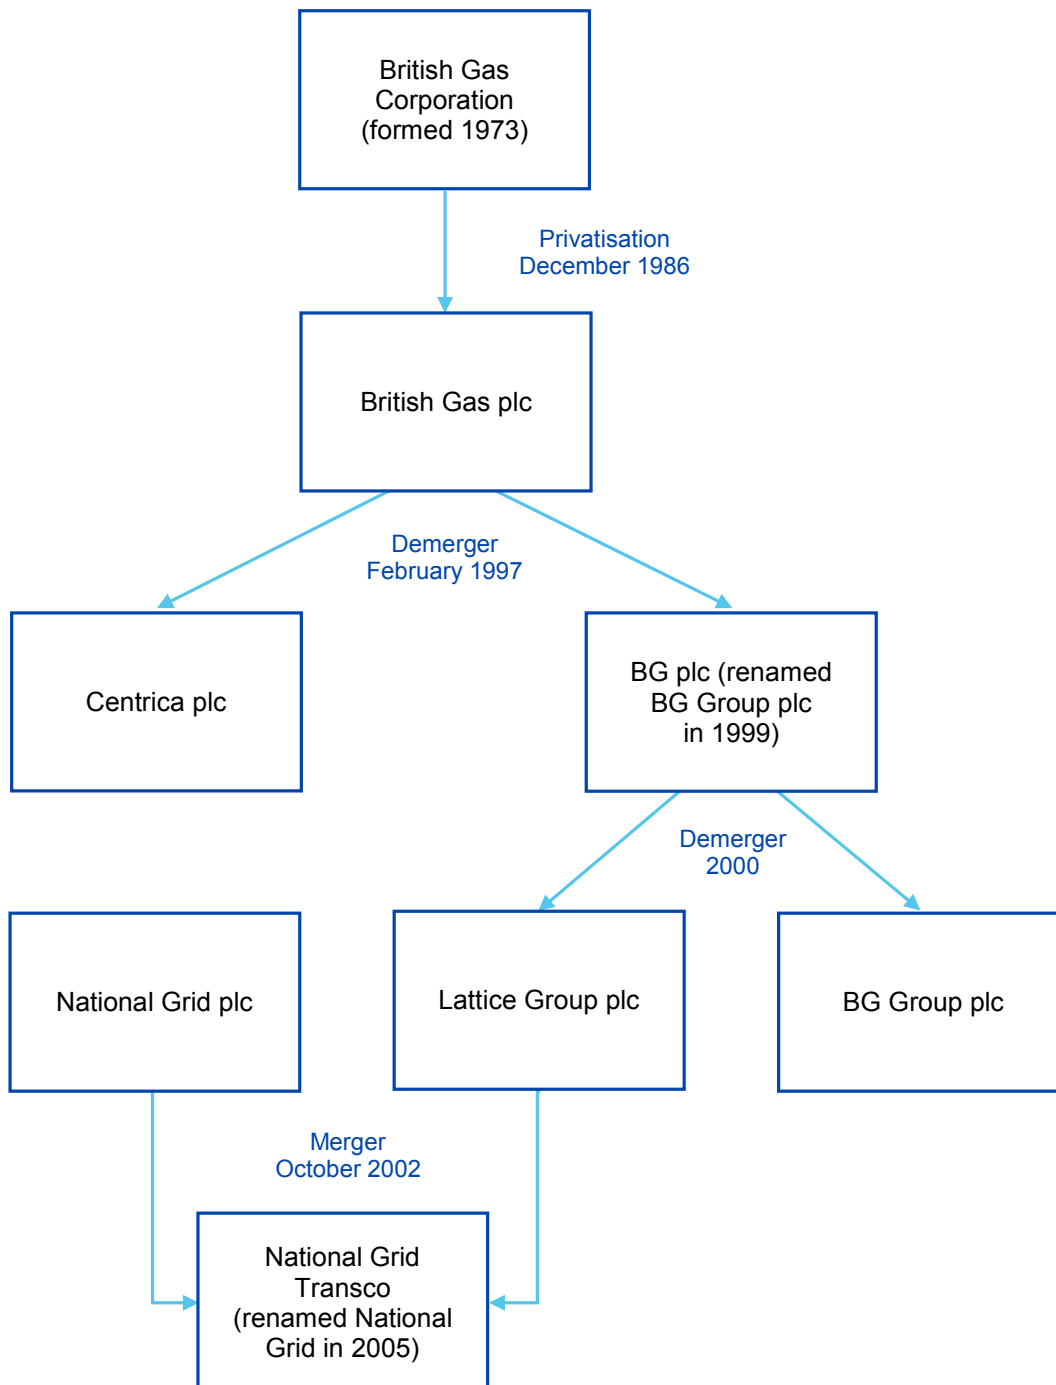 British Gas
Corporation
(formed 1973)
Privatisation
December 1986
British Gas plc
Demerger
February 1997
Centrica plc
BG plc (renamed
BG Group plc
in 1999)
Demerger
2000
National Grid plc
Lattice Group plc
BG Group plc
Merger
October 2002
National Grid
Transco
(renamed National
Grid in 2005)